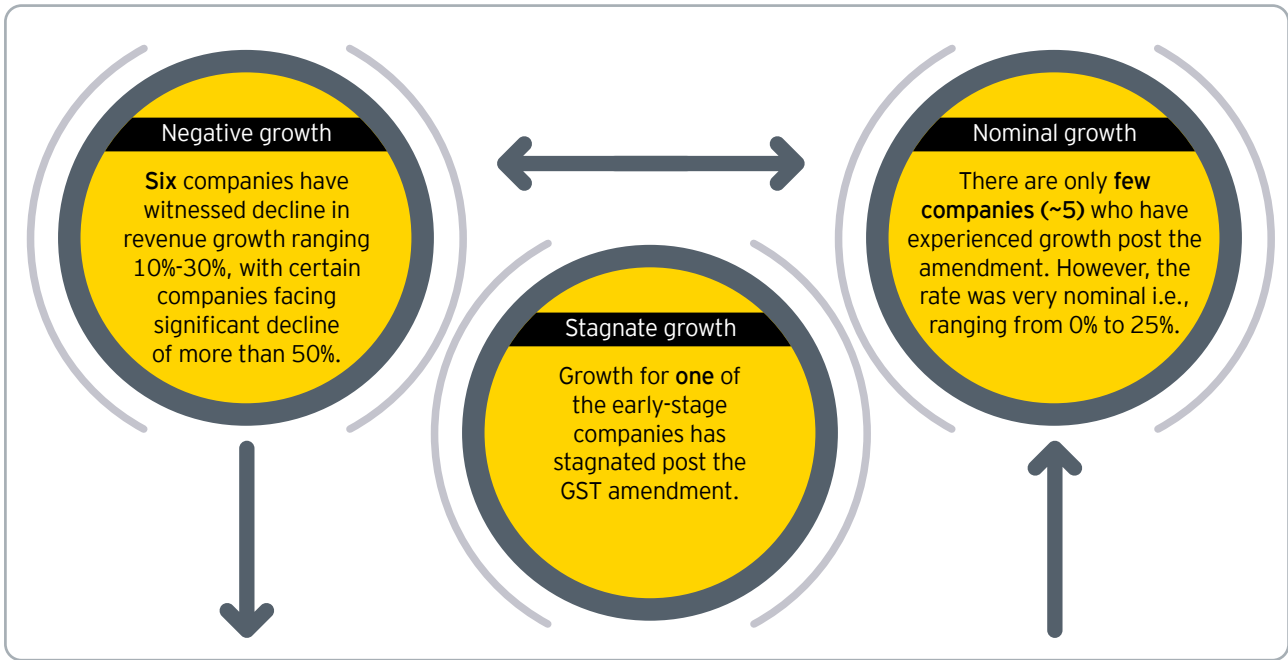 Negative growth
Six companies have
witnessed decline in
revenue growth ranging
10%-30%, with certain
companies facing
significant decline
of more than 50%.
Stagnate growth
Growth for one of
the early-stage
companies has
stagnated post the
GST amendment.
Nominal growth
There are only few
companies (~5) who have
experienced growth post the
amendment. However, the
rate was very nominal i.e.,
ranging from 0% to 25%.